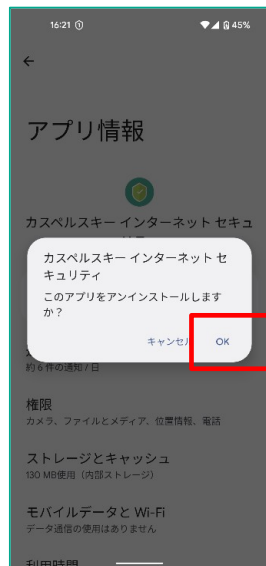 16:21
45%
アプリ情報
カスペルスキー インターネット セキュ
カスペルスキー インターネット セ
キュリティ
このアプリをアンインストールします
か？
キャンセル OK
約 6 件の通知 / 日
権限
カメラ、ファイルとメディア、位置情報、電話
ストレージとキャッシュ
130 MB使用（内部ストレージ）
モバイルデータと Wi-Fi
データ通信の使用はありません
利用時間